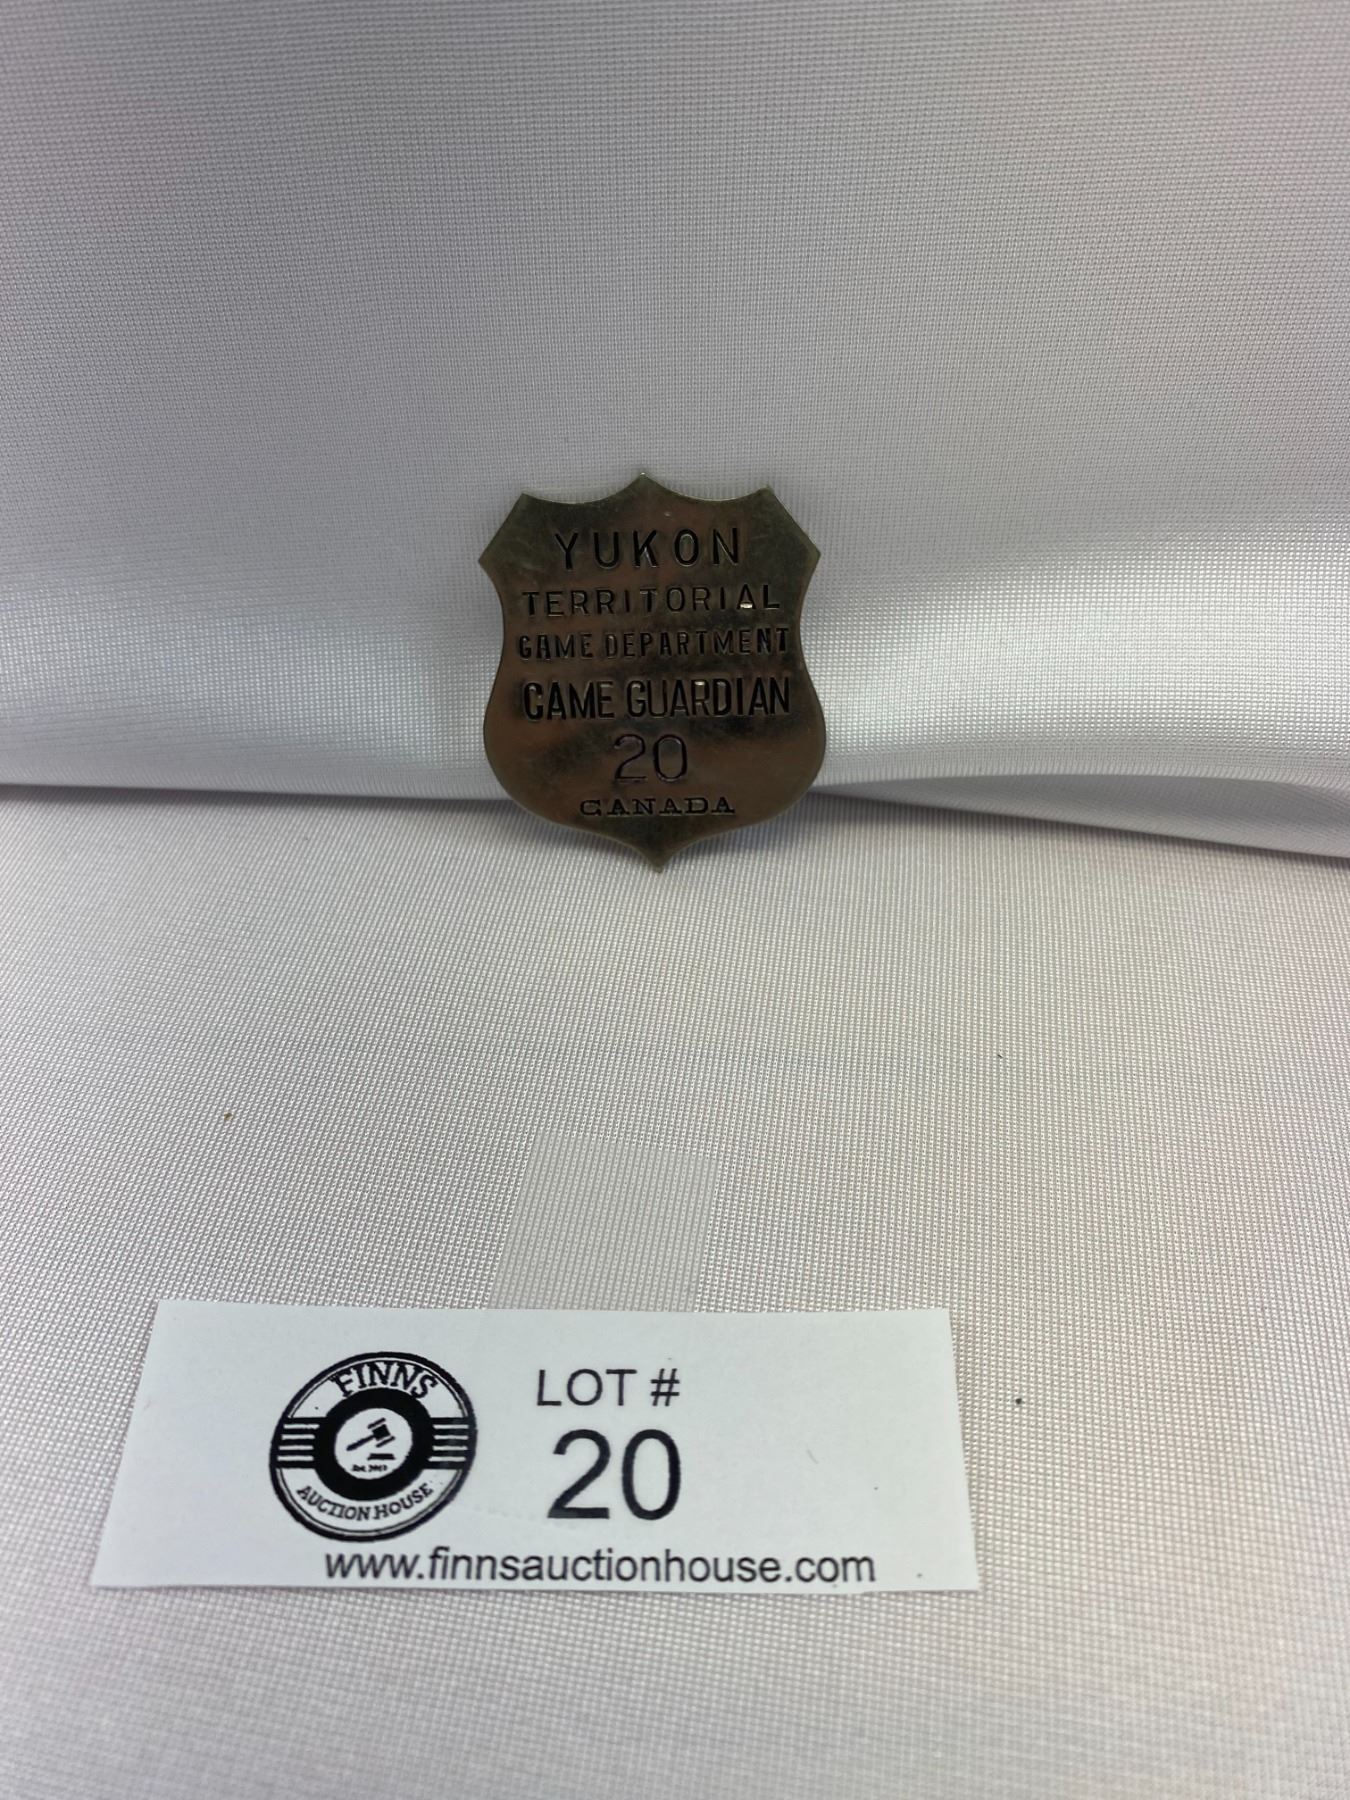 YUKON
TERRITORIAL
GAME DEPARTMENT
GAME GUARDIAN
20
CANADA
FINNS
AUCTION HOUSE
LOT #
20
www.finnsauctionhouse.com